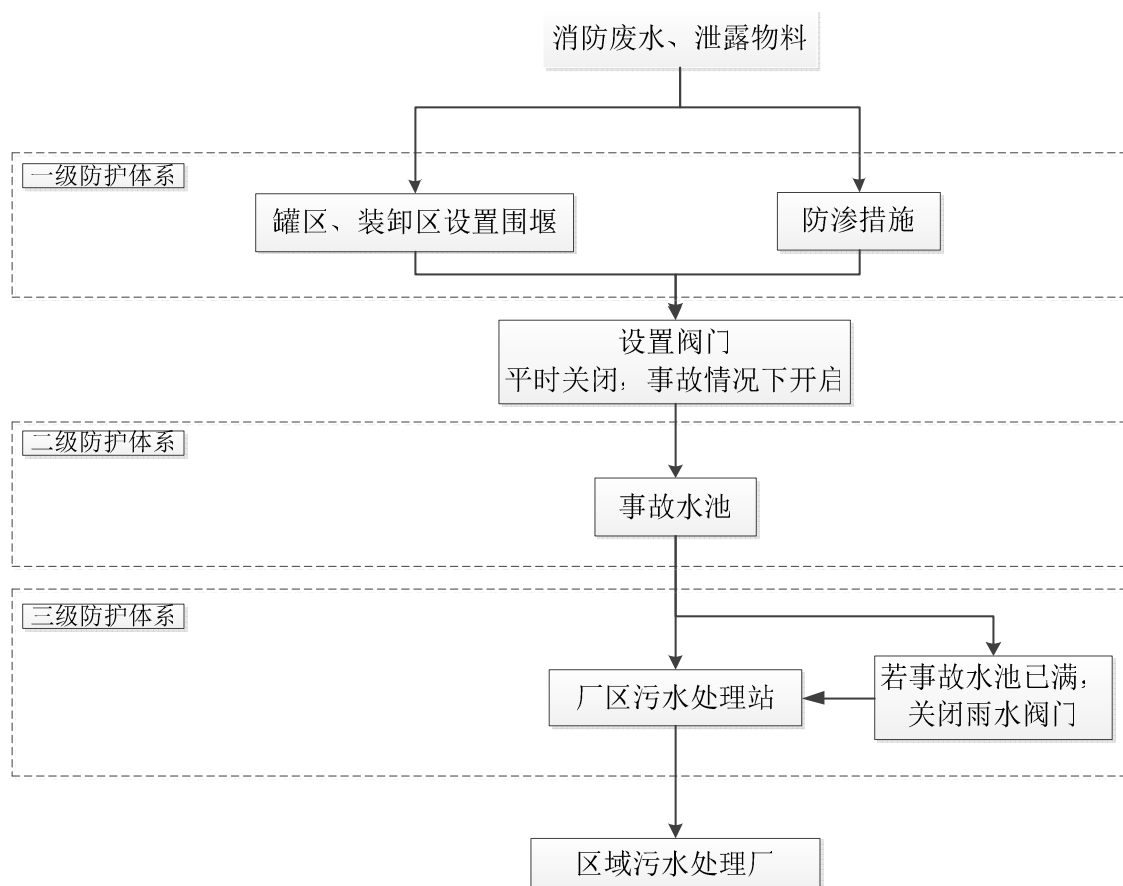 消防废水、泄露物料
一级防护体系
罐区、装卸区设置围堰
防渗措施
设置阀门
平时关闭；事故情况下开启
二级防护体系
事故水池
三级防护体系
厂区污水处理站
若事故水池已满，
关闭雨水阀门
区域污水处理厂